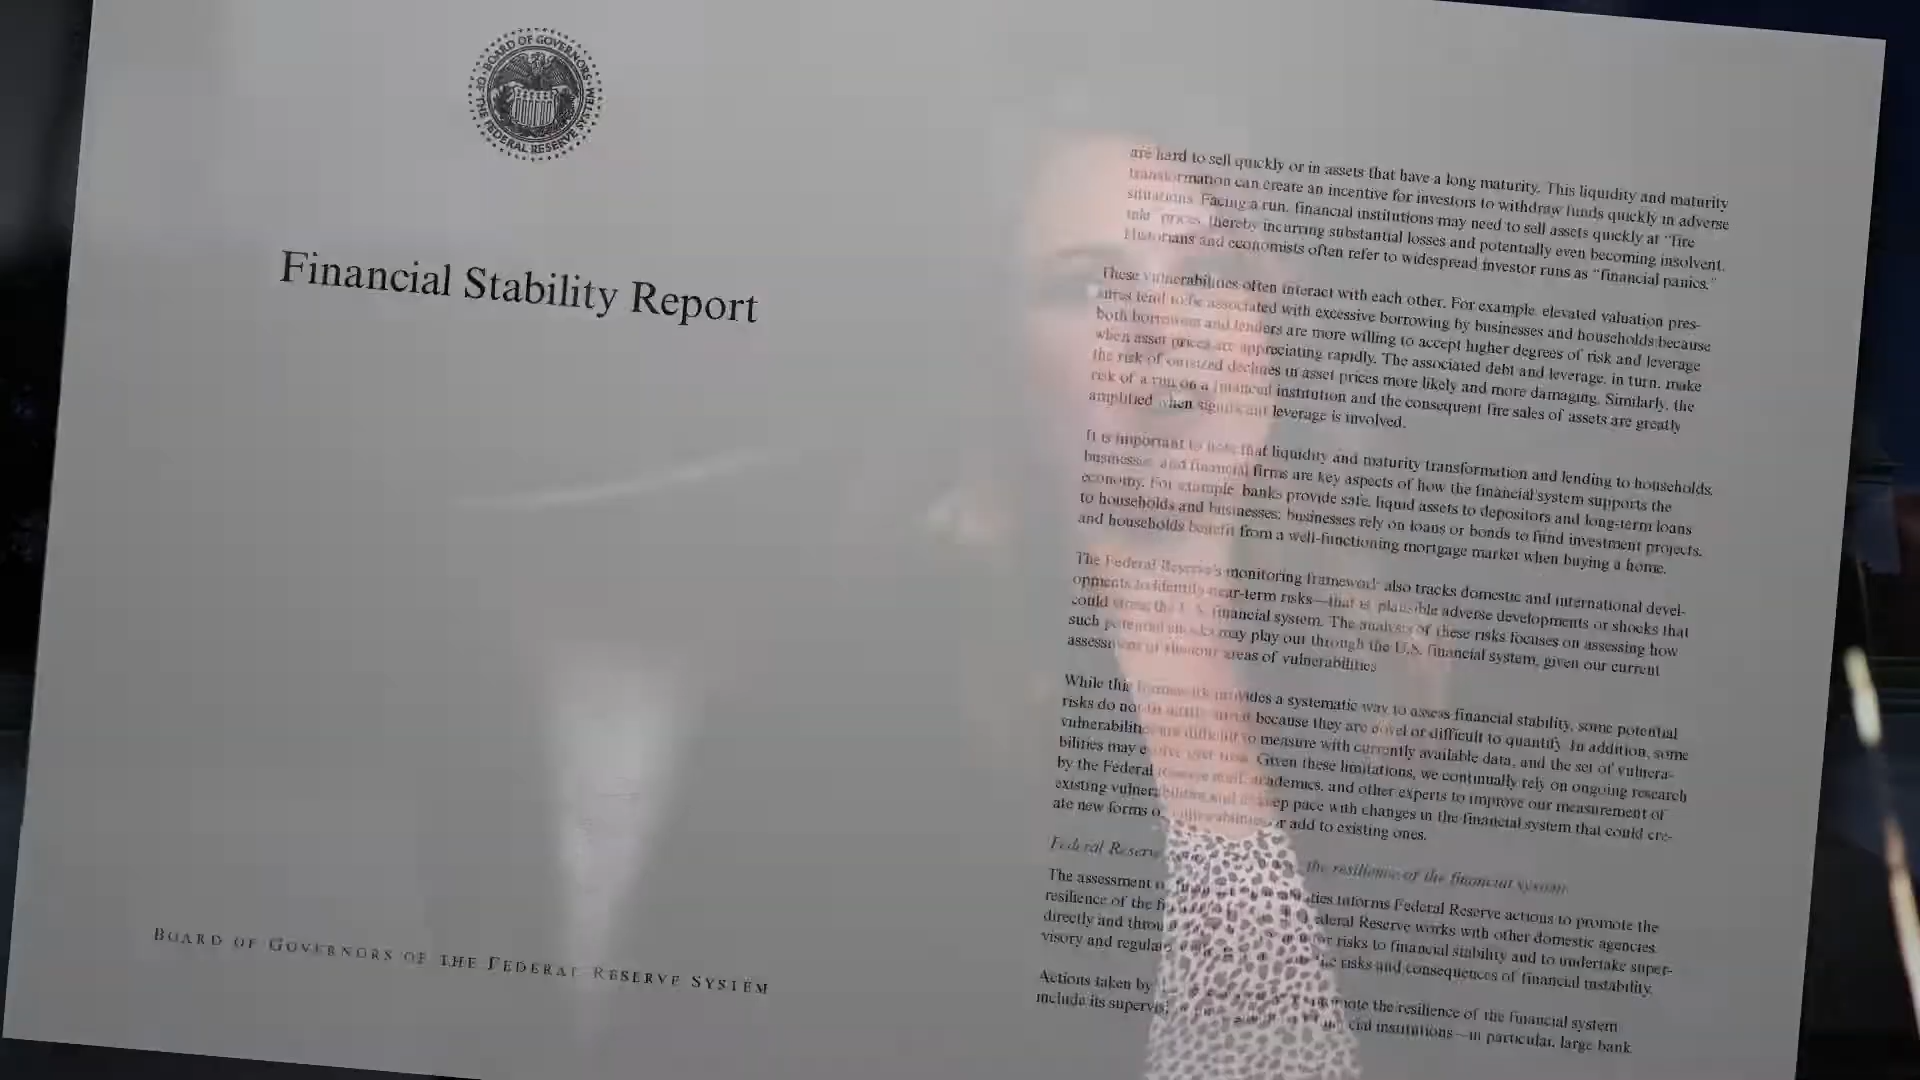 BOARD OF GOVERNORS
OF THE FEDERAL RESERVE SYSTEM
Financial Stability Report
BOARD OF GOVERNORS OF THE FEDERAL RESERVE SYSTEM
are hard to sell quickly or in assets that have a long maturity. This liquidity and maturity
transformation can create an incentive for investors to withdraw funds quickly in adverse
situations. Facing a run, financial institutions may need to sell assets quickly at "fire
prices, thereby incurring substantial losses and potentially even becoming insolvent.
Historians and economists often refer to widespread investor runs as "financial panics."
These vulnerabilities often interact with each other. For example, elevated valuation pres-
sures tend to be associated with excessive borrowing by businesses and households because
both borrowers and lenders are more willing to accept higher degrees of risk and leverage
when asset prices are appreciating rapidly. The associated debt and leverage, in turn, make
the risk of outsized declines in asset prices more likely and more damaging. Similarly, the
risk of a run on a financial institution and the consequent fire sales of assets are greatly
amplified when significant leverage is involved.
It is important to note that liquidity and maturity transformation and lending to households,
businesses, and financial firms are key aspects of how the financial system supports the
economy. For example, banks provide safe, liquid assets to depositors and long-term loans
to households and businesses; businesses rely on loans or bonds to fund investment projects,
and households benefit from a well-functioning mortgage market when buying a home.
The Federal Reserve's monitoring framework also tracks domestic and international devel-
opments to identify near-term risks—that is, plausible adverse developments or shocks that
could stress the U.S. financial system. The analysis of these risks focuses on assessing how
such potential shocks may play out through the U.S. financial system, given our current
assessment of areas of vulnerabilities
While this framework provides a systematic way to assess financial stability, some potential
risks do not because they are novel or difficult to quantify. In addition, some
vulnerabilities are difficult to measure with currently available data, and the set of vulnera-
bilities may evolve over time. Given these limitations, we continually rely on ongoing research
by the Federal Reserve staff, academics, and other experts to improve our measurement of
existing vulnerabilities and to keep pace with changes in the financial system that could cre-
ate new forms of vulnerabilities or add to existing ones.
Federal Reserve the resilience of the financial system
The assessment informs Federal Reserve actions to promote the
resilience of the Federal Reserve works with other domestic agencies
directly and risks to financial stability and to undertake super-
visory and risks and consequences of financial instability.
Actions taken by the resilience of the financial system
include its institutions—in particular, large bank